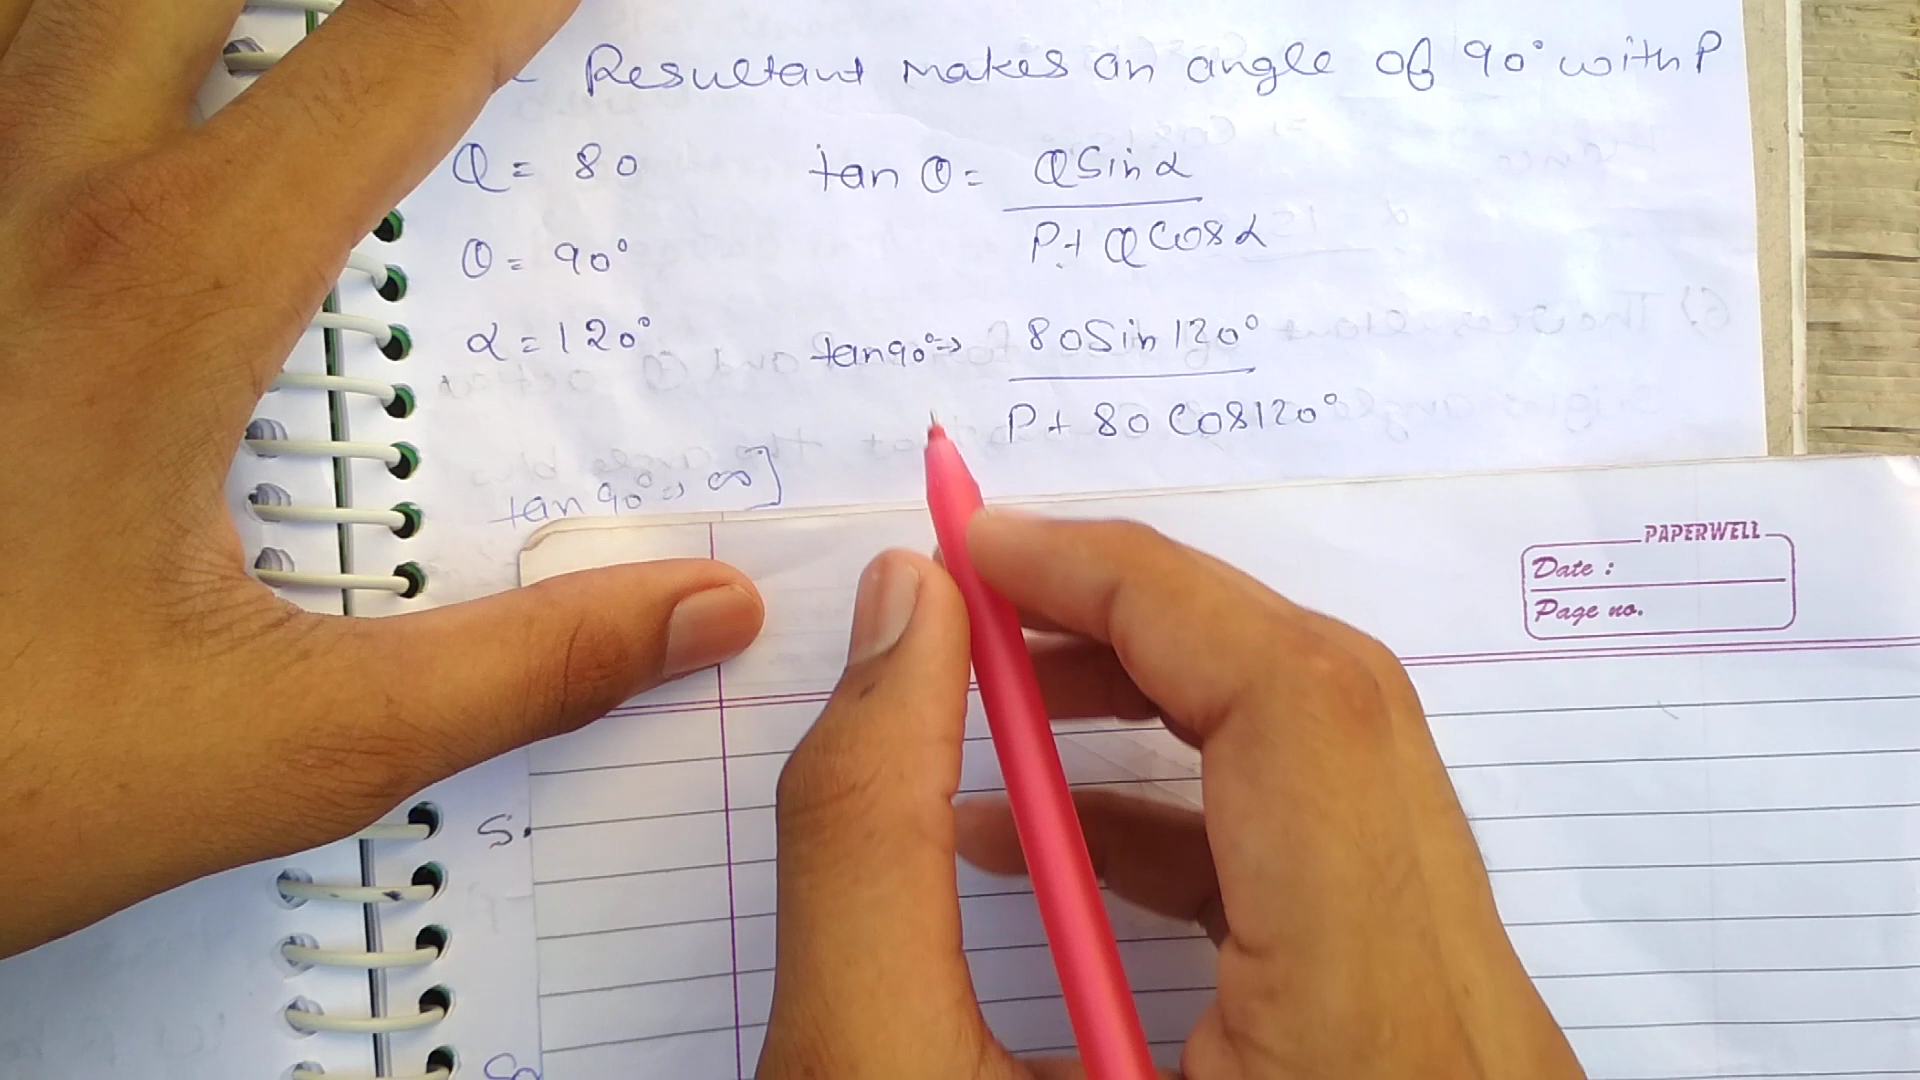 Resultant makes an angle of 90° with P
Q = 80
tan θ = Q Sin α
P + Q Cos α
θ = 90°
α = 120°
tan 90° ⇒ 80 Sin 120°
P + 80 Cos 120°
tan 90° ⇒ ∞]
PAPERWELL
Date :
Page no.
5.